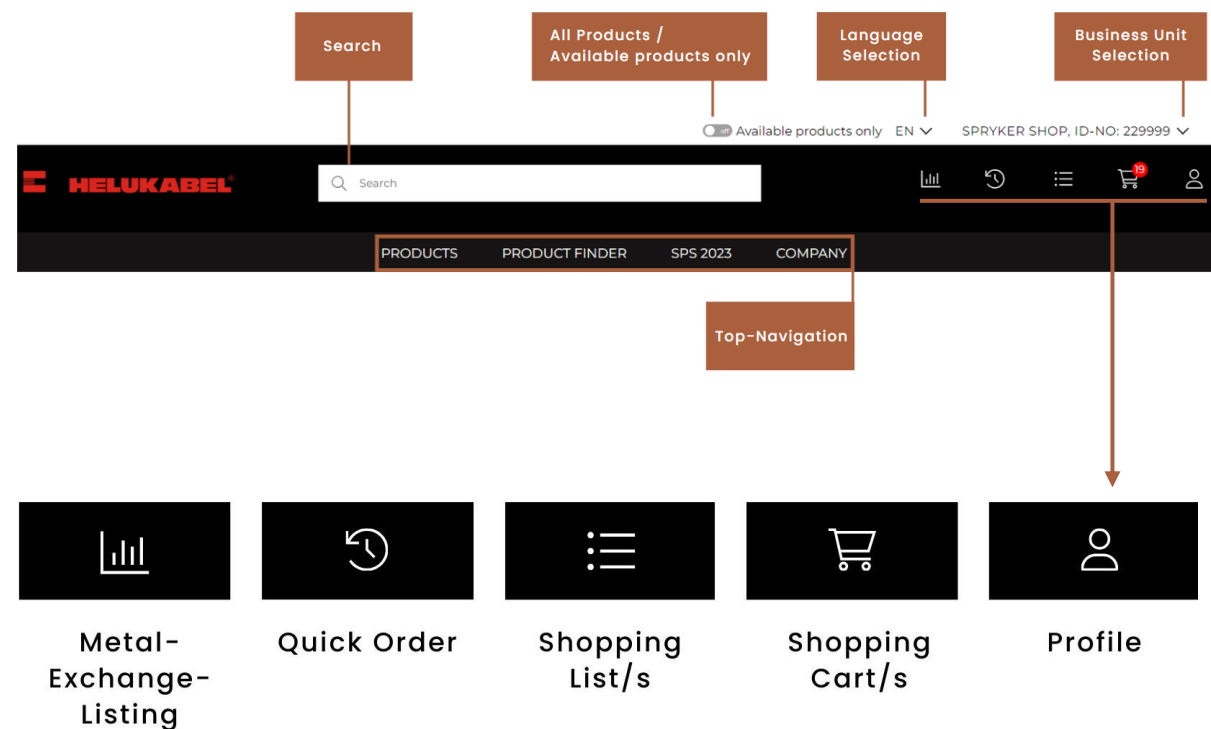 Search
All Products /
Available products only
Language
Selection
Business Unit
Selection
off
Available products only
EN
SPRYKER SHOP, ID-NO: 229999
HELUKABEL®
Search
19
PRODUCTS
PRODUCT FINDER
SPS 2023
COMPANY
Top-Navigation
Metal-
Exchange-
Listing
Quick Order
Shopping
List/s
Shopping
Cart/s
Profile